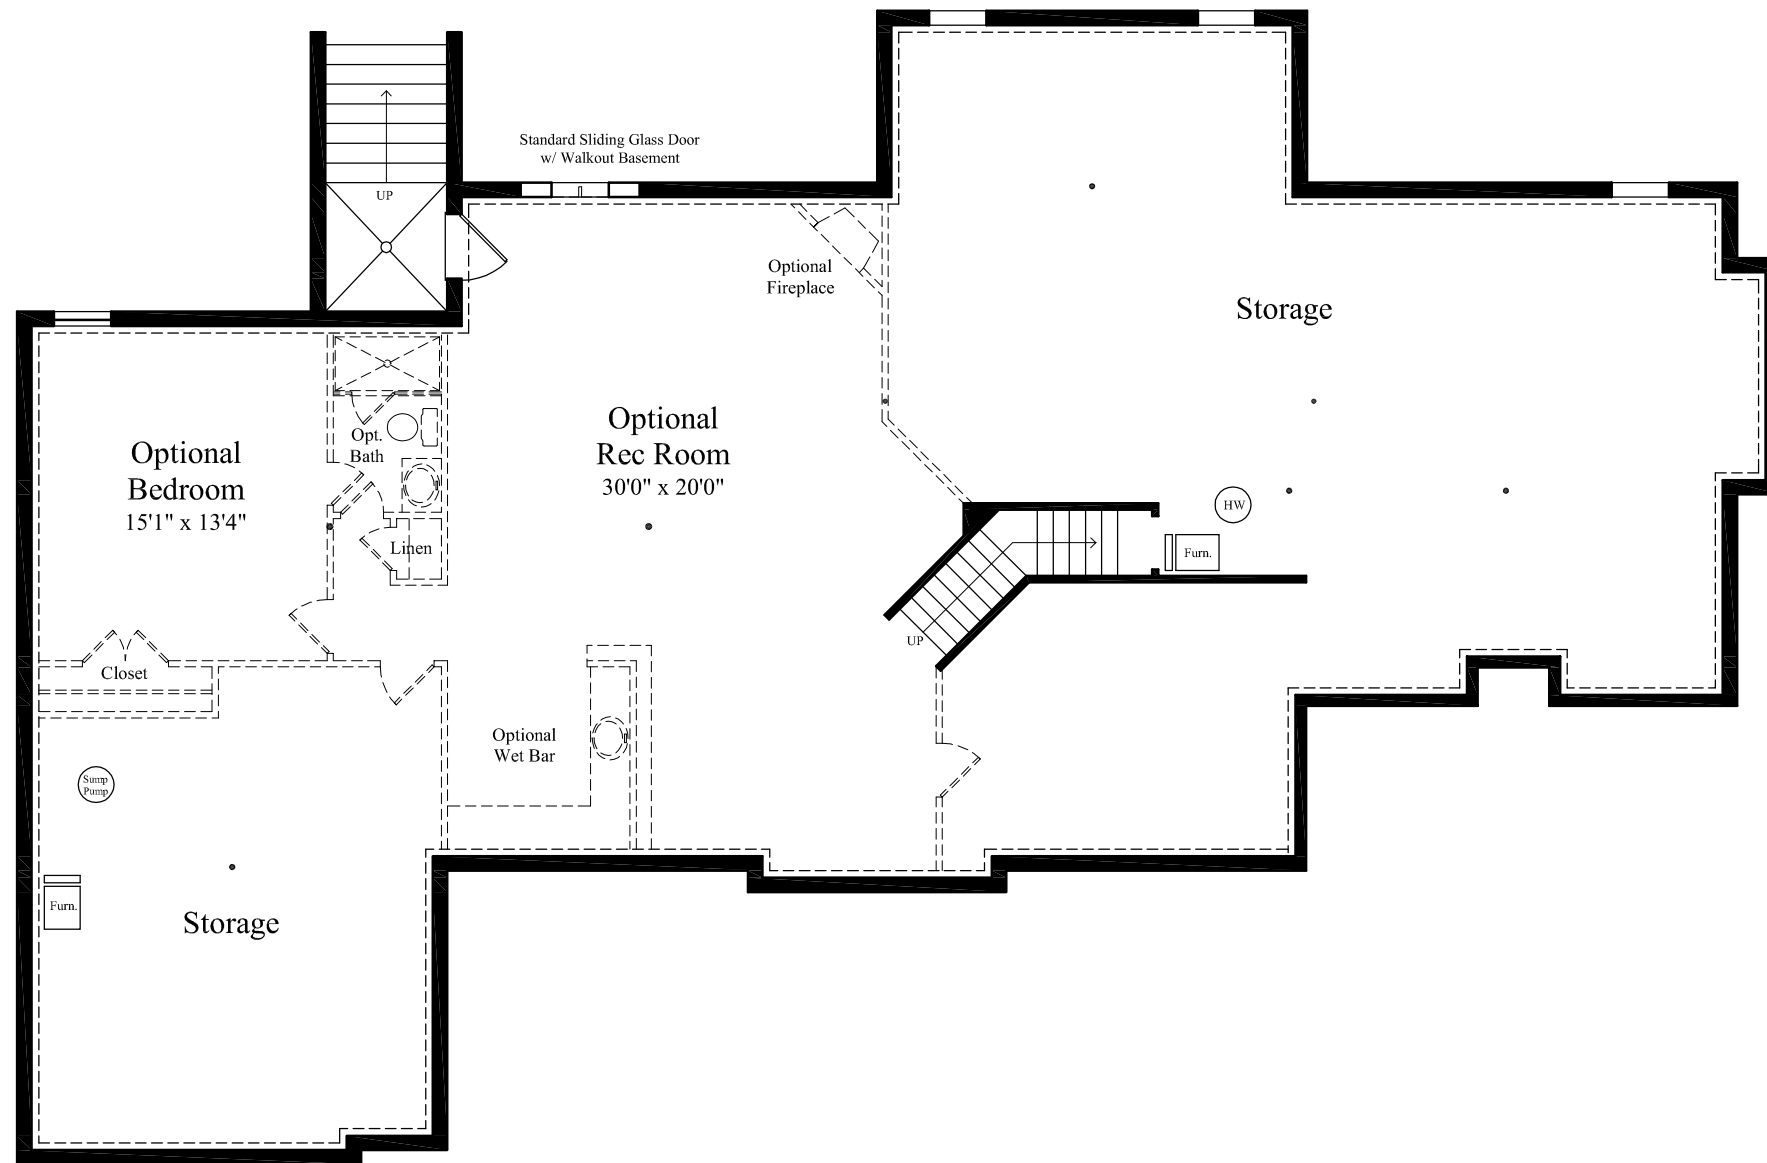 Standard Sliding Glass Door
w/ Walkout Basement
UP
Optional
Fireplace
Storage
Optional
Bedroom
15'1" x 13'4"
Opt.
Bath
Optional
Rec Room
30'0" x 20'0"
HW
Linen
Furn.
UP
Closet
Optional
Wet Bar
Sump
Pump
Furn.
Storage